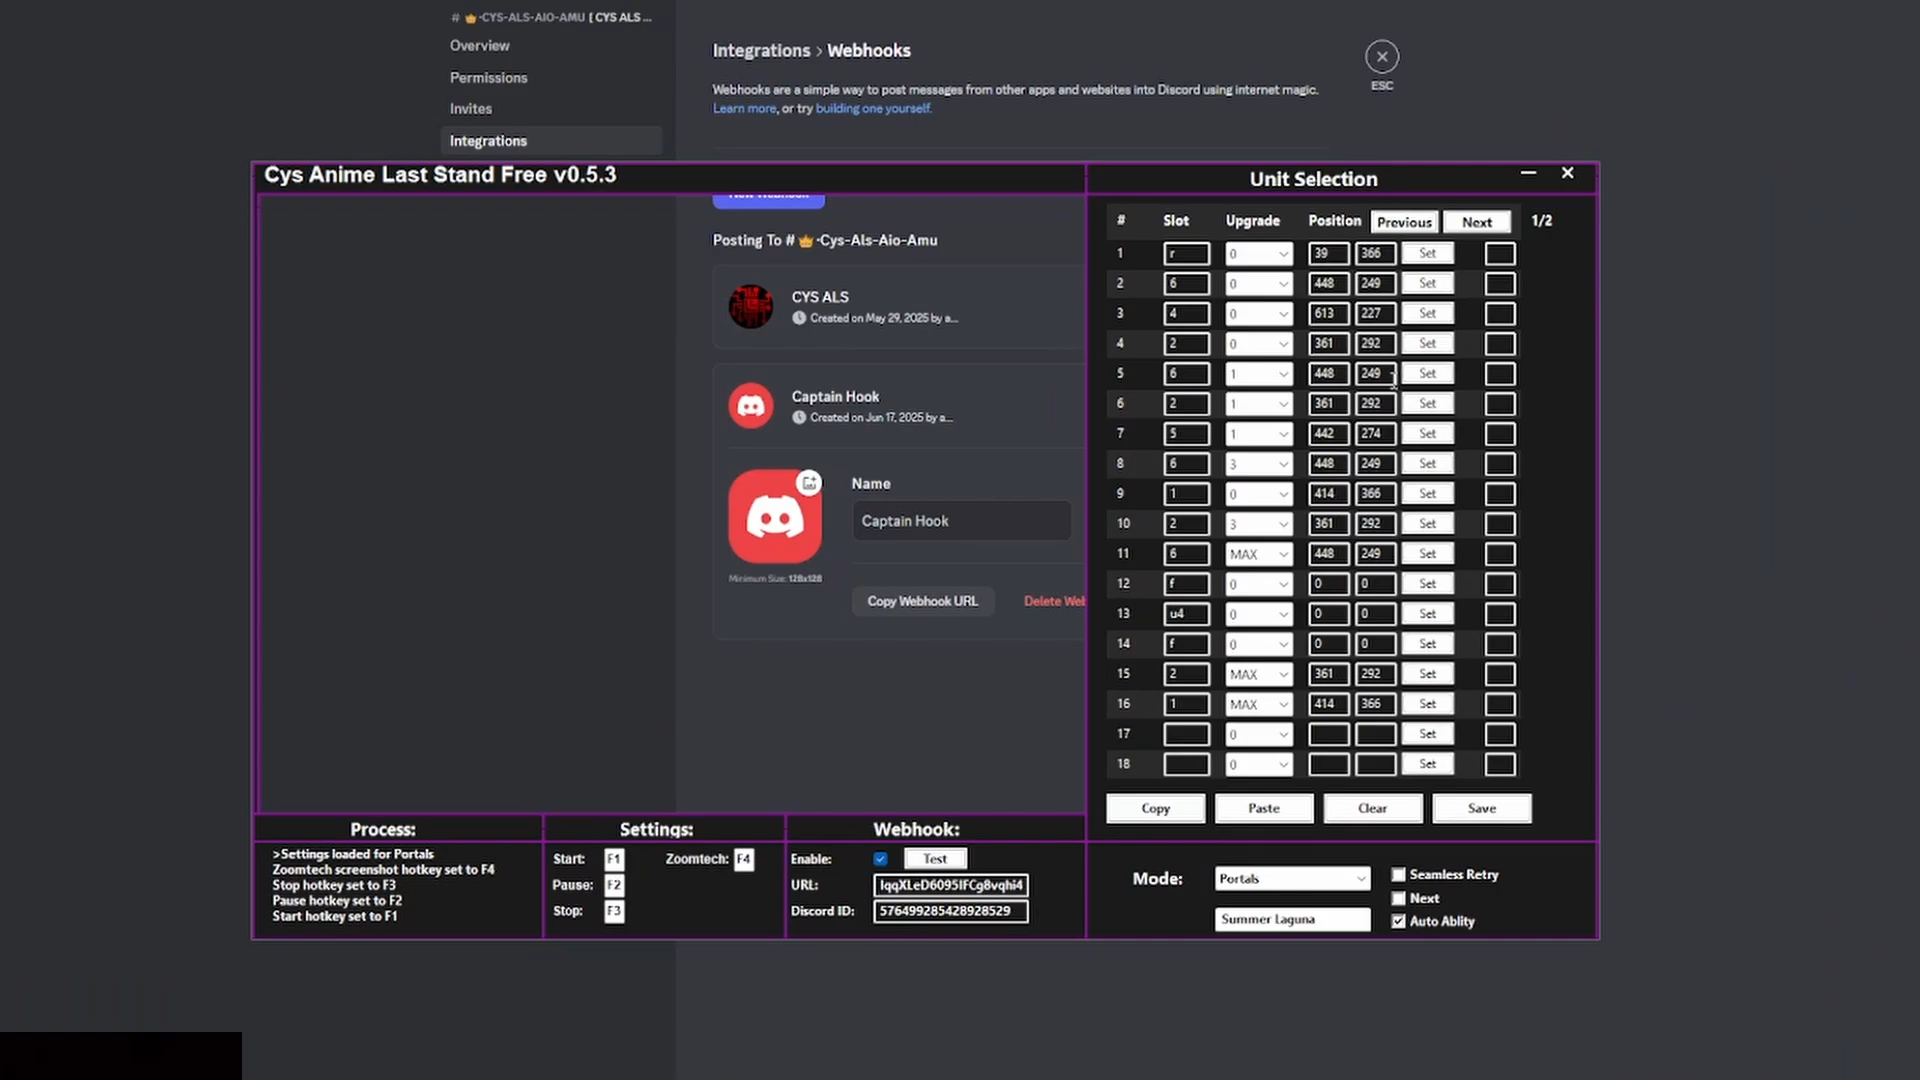 # 👑-CYS-ALS-AIO-AMU [ CYS ALS ...
Overview
Permissions
Invites
Integrations
Integrations > Webhooks
Webhooks are a simple way to post messages from other apps and websites into Discord using internet magic.
Learn more, or try building one yourself.
ESC
Cys Anime Last Stand Free v0.5.3
Posting To # 👑-Cys-Als-Aio-Amu
CYS ALS
Created on May 29, 2025 by a...
Captain Hook
Created on Jun 17, 2025 by a...
Name
Captain Hook
Minimum Size: 128x128
Copy Webhook URL
Delete Web
Unit Selection
# Slot Upgrade Position Previous Next 1/2
1 r 0 39 366 Set
2 6 0 448 249 Set
3 4 0 613 227 Set
4 2 0 361 292 Set
5 6 1 448 249 Set
6 2 1 361 292 Set
7 5 1 442 274 Set
8 6 3 448 249 Set
9 1 0 414 366 Set
10 2 3 361 292 Set
11 6 MAX 448 249 Set
12 f 0 0 0 Set
13 u4 0 0 0 Set
14 f 0 0 0 Set
15 2 MAX 361 292 Set
16 1 MAX 414 366 Set
17 0 Set
18 0 Set
Copy Paste Clear Save
Process:
>Settings loaded for Portals
Zoomtech screenshot hotkey set to F4
Stop hotkey set to F3
Pause hotkey set to F2
Start hotkey set to F1
Settings:
Start: F1 Zoomtech: F4
Pause: F2
Stop: F3
Webhook:
Enable: Test
URL: IqqXLeD6095IFCg8vqhi4
Discord ID: 576499285428928529
Mode: Portals
Summer Laguna
Seamless Retry
Next
Auto Ablity